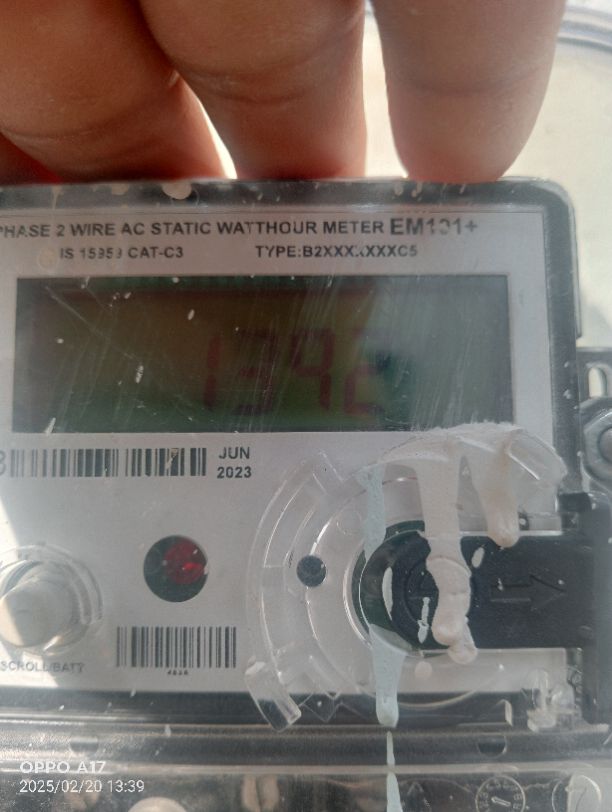 PHASE 2 WIRE AC STATIC WATTHOUR METER EM101+
IS 15959 CAT-C3 TYPE:B2XXXXXXXC5
1392
JUN
2023
SCROLL/BATT
OPPO A17
2025/02/20 13:39